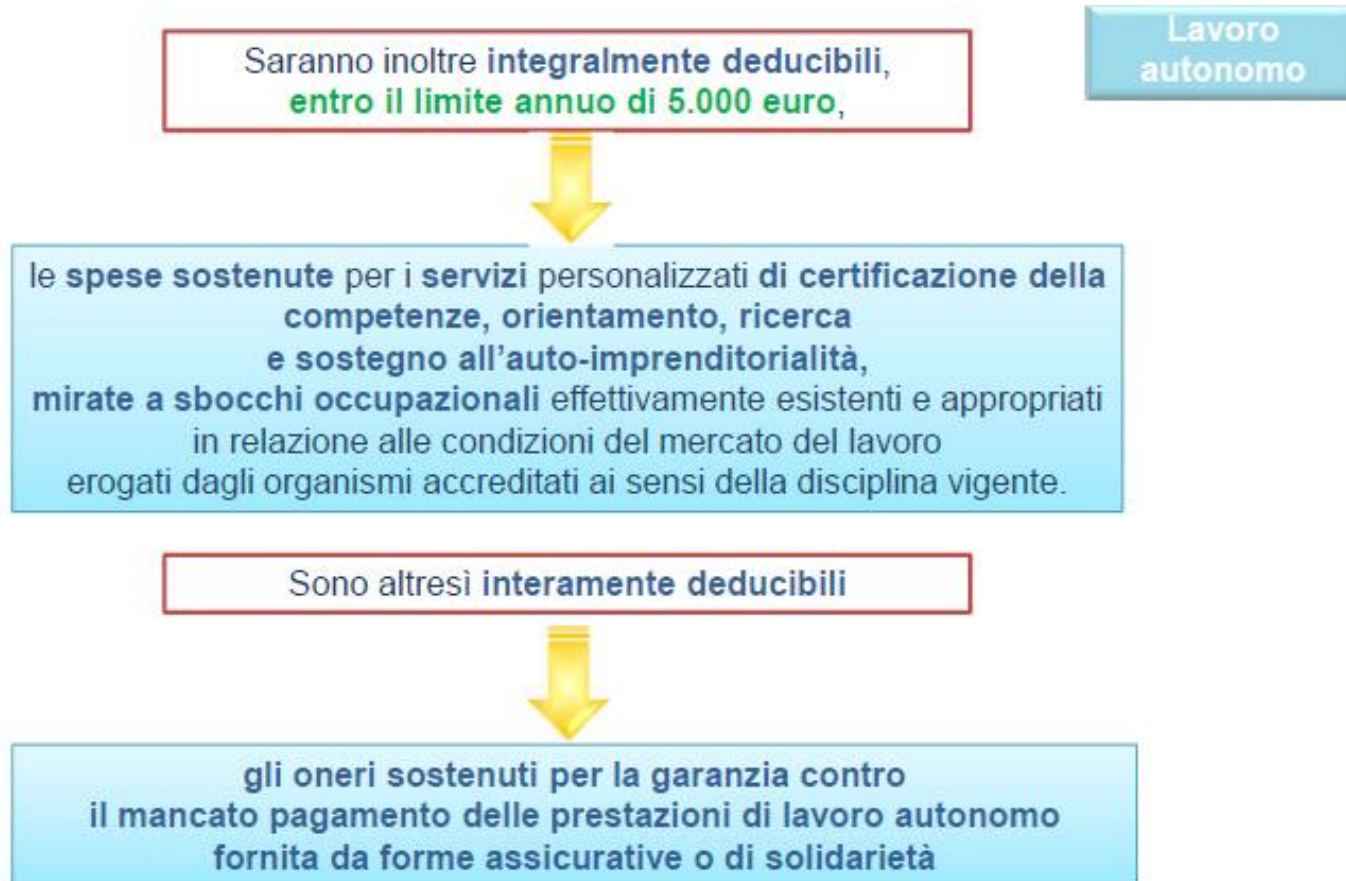 Lavoro
autonomo
Saranno inoltre integralmente deducibili,
entro il limite annuo di 5.000 euro,
le spese sostenute per i servizi personalizzati di certificazione della
competenze, orientamento, ricerca
e sostegno all'auto-imprenditorialità,
mirate a sbocchi occupazionali effettivamente esistenti e appropriati
in relazione alle condizioni del mercato del lavoro
erogati dagli organismi accreditati ai sensi della disciplina vigente.
Sono altresì interamente deducibili
gli oneri sostenuti per la garanzia contro
il mancato pagamento delle prestazioni di lavoro autonomo
fornita da forme assicurative o di solidarietà